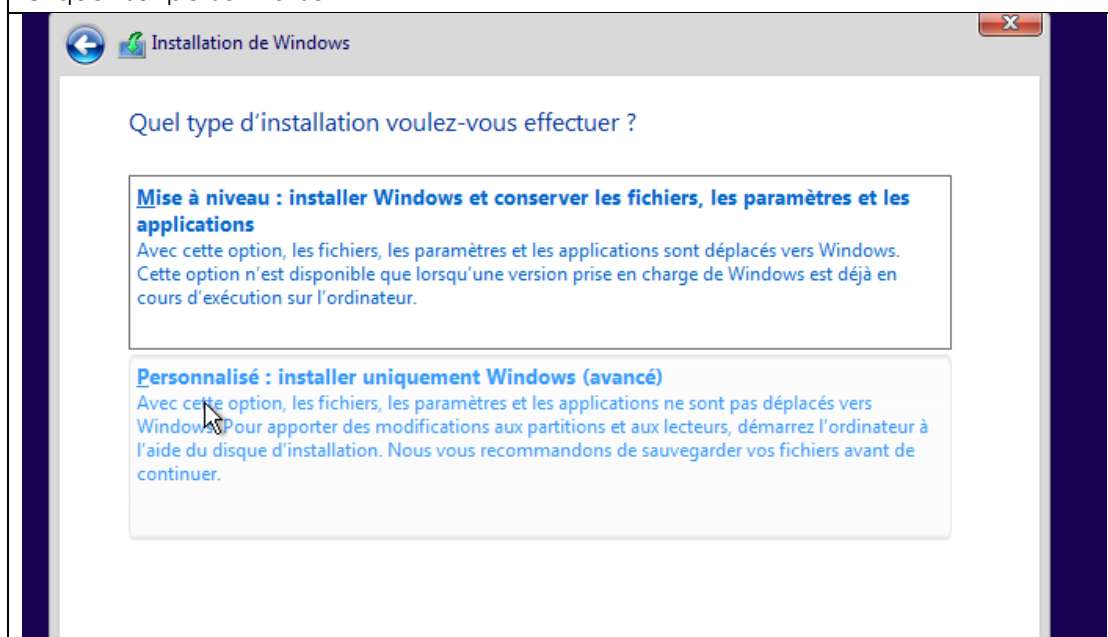 Installation de Windows
Quel type d'installation voulez-vous effectuer ?
Mise à niveau : installer Windows et conserver les fichiers, les paramètres et les
applications
Avec cette option, les fichiers, les paramètres et les applications sont déplacés vers Windows.
Cette option n'est disponible que lorsqu'une version prise en charge de Windows est déjà en
cours d'exécution sur l'ordinateur.
Personnalisé : installer uniquement Windows (avancé)
Avec cette option, les fichiers, les paramètres et les applications ne sont pas déplacés vers
Windows. Pour apporter des modifications aux partitions et aux lecteurs, démarrez l'ordinateur à
l'aide du disque d'installation. Nous vous recommandons de sauvegarder vos fichiers avant de
continuer.